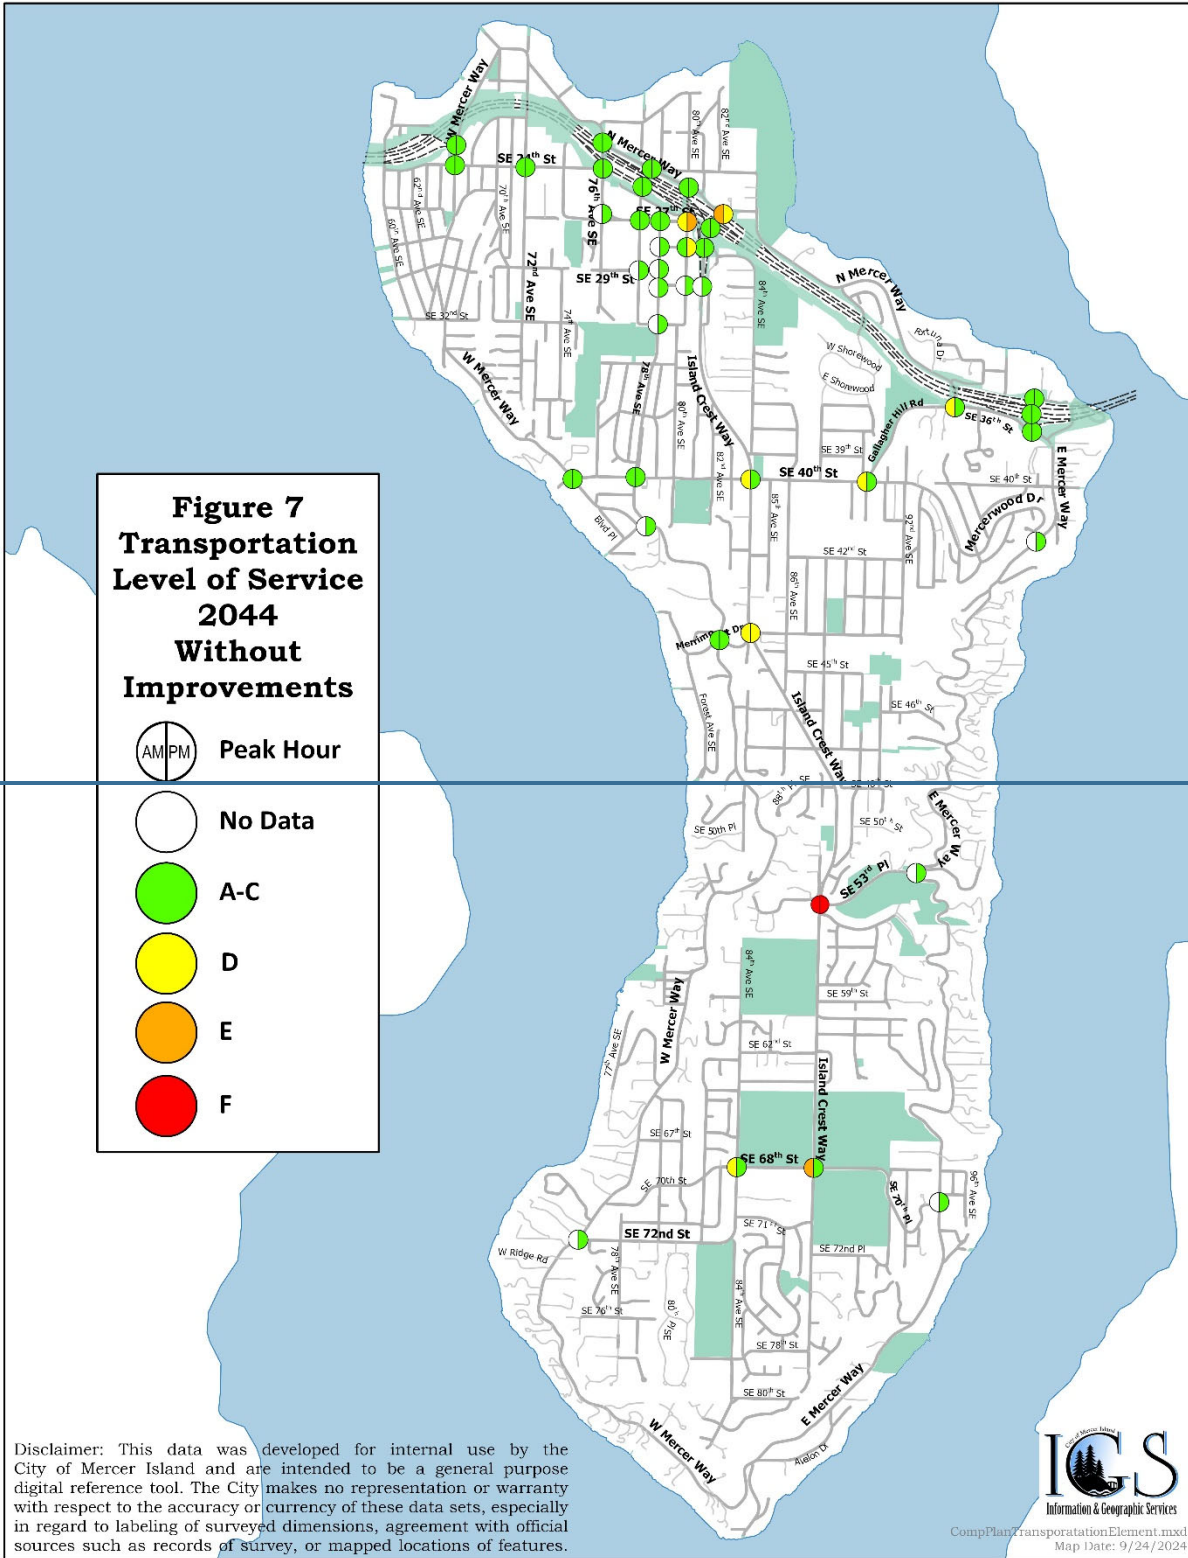 W Mercer Way
N Mercer Way
80th Ave SE
82nd Ave SE
SE 24th St
62nd Ave SE
60th Ave SE
70th Ave SE
76th Ave SE
SE 27th St
72nd Ave SE
SE 29th St
N Mercer Way
84th Ave SE
SE 32nd St
74th Ave SE
Fortuna Dr
W Shorewood
E Shorewood
W Mercer Way
78th Ave SE
Island Crest Way
80th Ave SE
Gallagher Hill Rd
SE 36th St
SE 39th St
82nd Ave SE
SE 40th St
SE 40th St
E Mercer Way
85th Ave SE
Mercerwood Dr
92nd Ave SE
Blvd Pl
SE 42nd St
86th Ave SE
Merrimount Dr
SE 45th St
Forest Ave SE
SE 46th St
Island Crest Way
Figure 7
Transportation
Level of Service
2044
Without
Improvements
AM PM Peak Hour
No Data
A-C
D
E
F
SE
E Mercer Way
SE 50th Pl
SE 50th St
SE 53rd Pl
84th Ave SE
W Mercer Way
SE 59th St
77th Ave SE
SE 62nd St
Island Crest Way
SE 67th St
SE 68th St
SE 70th St
SE 70th Pl
96th Ave SE
SE 71st St
SE 72nd St
SE 72nd Pl
W Ridge Rd
78th Ave SE
84th Ave SE
SE 76th St
80th Pl SE
SE 78th St
SE 80th St
E Mercer Way
W Mercer Way
Avalon Dr
Disclaimer: This data was developed for internal use by the
City of Mercer Island and are intended to be a general purpose
digital reference tool. The City makes no representation or warranty
with respect to the accuracy or currency of these data sets, especially
in regard to labeling of surveyed dimensions, agreement with official
sources such as records of survey, or mapped locations of features.
City of Mercer Island
IGS
Information & Geographic Services
CompPlanTransporatationElement.mxd
Map Date: 9/24/2024